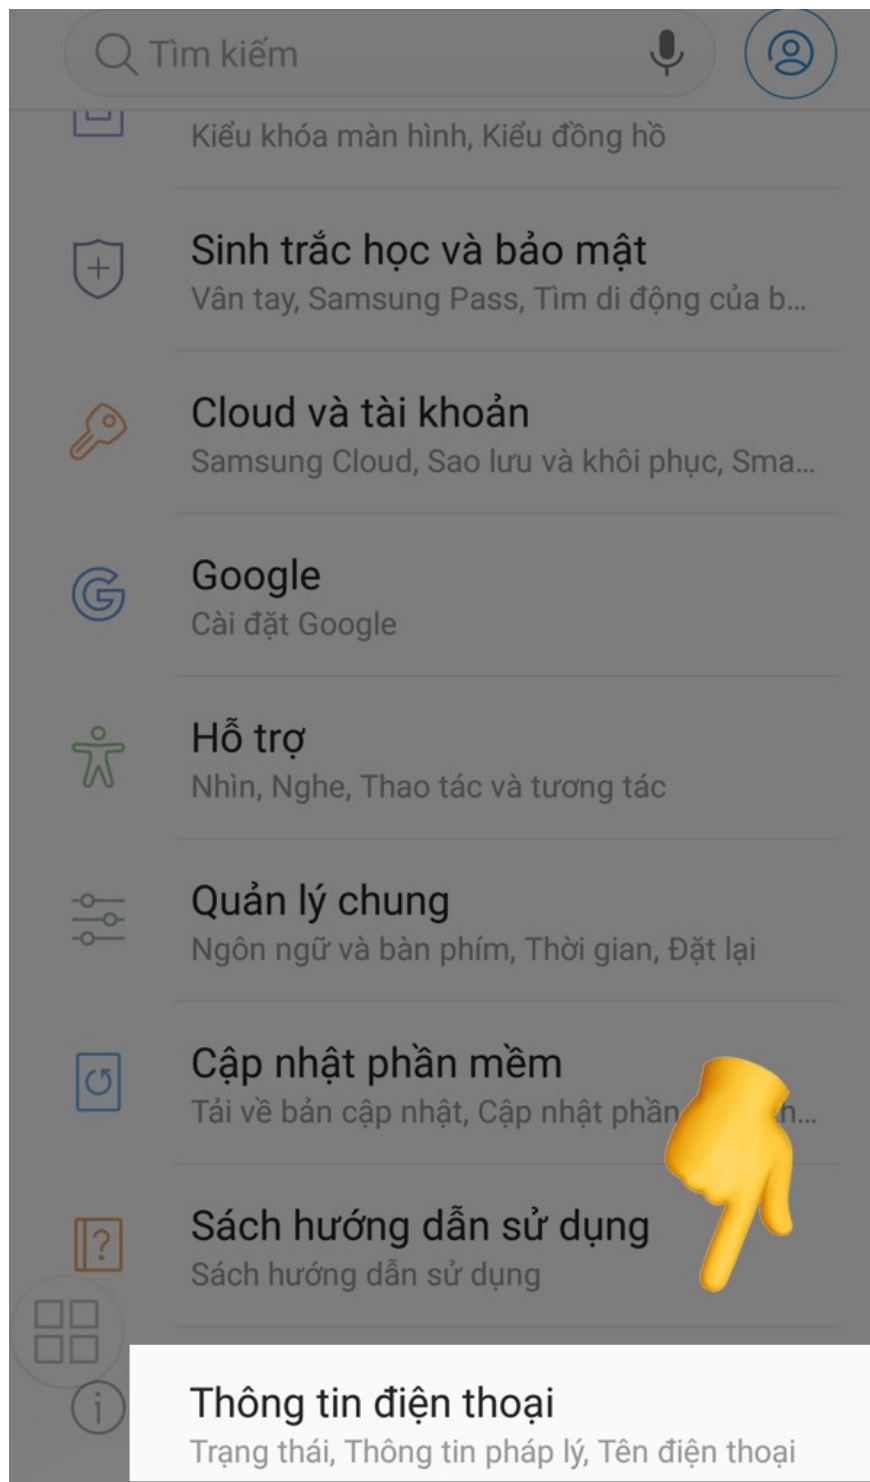 Tìm kiếm
Kiểu khóa màn hình, Kiểu đồng hồ
Sinh trắc học và bảo mật
Vân tay, Samsung Pass, Tìm di động của b...
Cloud và tài khoản
Samsung Cloud, Sao lưu và khôi phục, Sma...
Google
Cài đặt Google
Hỗ trợ
Nhìn, Nghe, Thao tác và tương tác
Quản lý chung
Ngôn ngữ và bàn phím, Thời gian, Đặt lại
Cập nhật phần mềm
Tải về bản cập nhật, Cập nhật phần
Sách hướng dẫn sử dụng
Sách hướng dẫn sử dụng
Thông tin điện thoại
Trạng thái, Thông tin pháp lý, Tên điện thoại